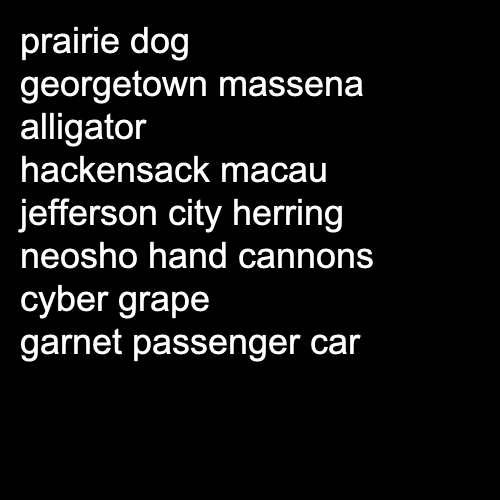 prairie dog
georgetown massena
alligator
hackensack macau
jefferson city herring
neosho hand cannons
cyber grape
garnet passenger car